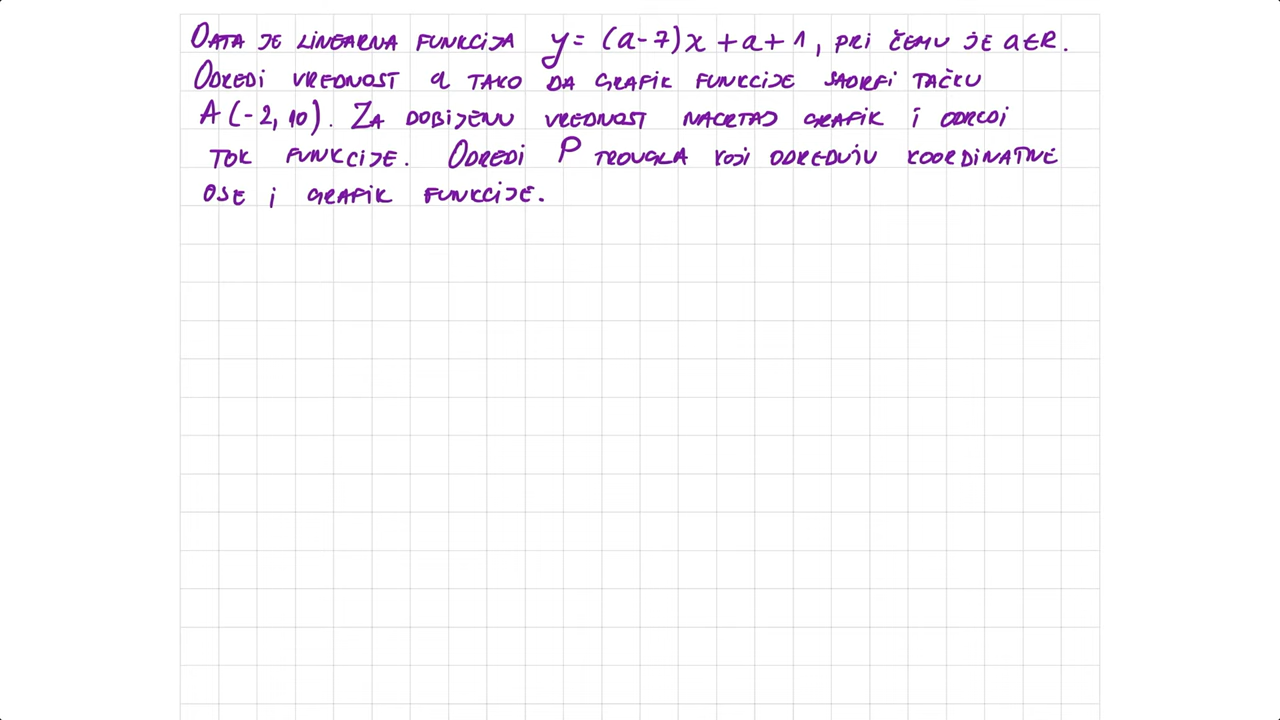 DATA JE LINEARNA FUNKCIJA y = (a-7)x + a + 1, PRI ČEMU JE a∈R.
ODREDI VREDNOST a TAKO DA GRAFIK FUNKCIJE SADRŽI TAČKU
A(-2, 10). ZA DOBIJENU VREDNOST NACRTAJ GRAFIK I ODREDI
TOK FUNKCIJE. ODREDI P TROUGLA KOJI ODREĐUJU KOORDINATNE
OSE I GRAFIK FUNKCIJE.